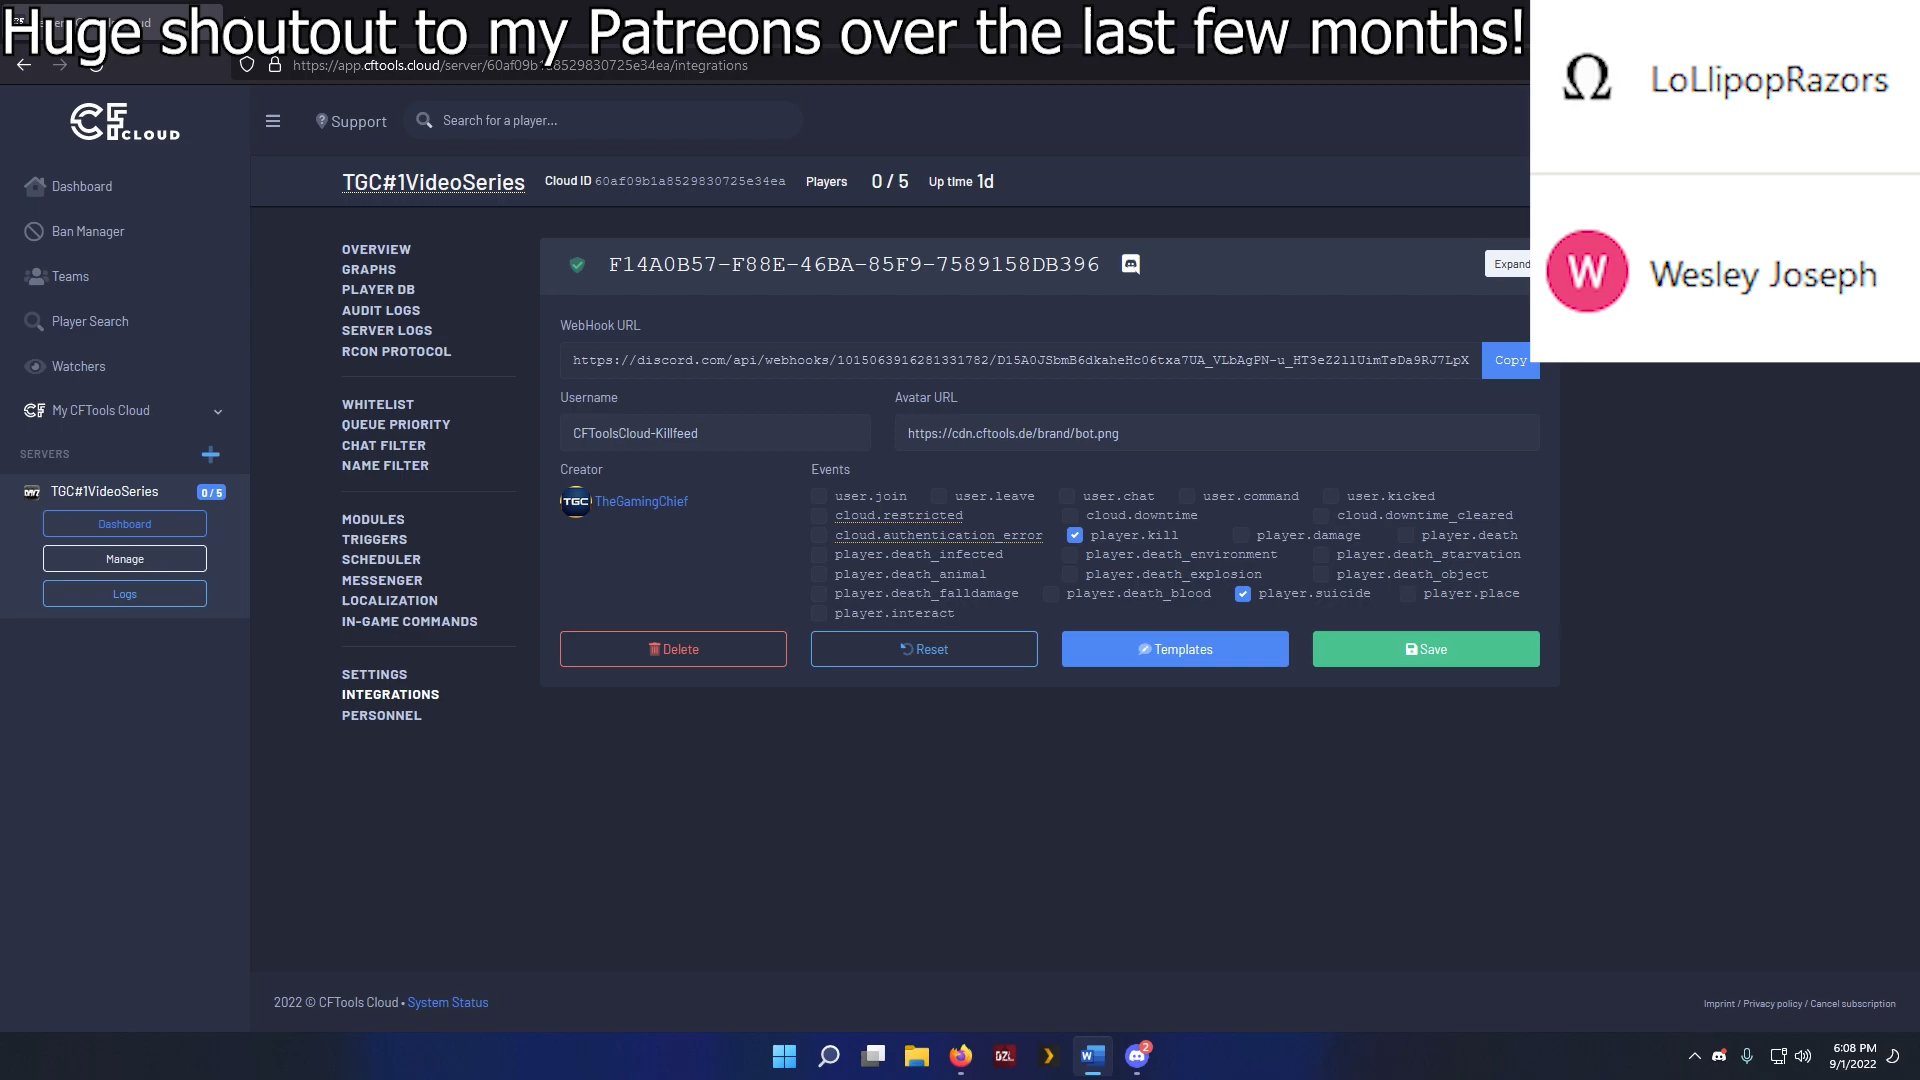 Huge shoutout to my Patreons over the last few months!
LoLlipopRazors
Wesley Joseph
CF CLOUD
Support
Search for a player...
Dashboard
Ban Manager
Teams
Player Search
Watchers
My CFTools Cloud
SERVERS
TGC#1VideoSeries 0 / 5
Dashboard
Manage
Logs
TGC#1VideoSeries Cloud ID 60af09b1a8529830725e34ea Players 0 / 5 Up time 1d
OVERVIEW
GRAPHS
PLAYER DB
AUDIT LOGS
SERVER LOGS
RCON PROTOCOL
WHITELIST
QUEUE PRIORITY
CHAT FILTER
NAME FILTER
MODULES
TRIGGERS
SCHEDULER
MESSENGER
LOCALIZATION
IN-GAME COMMANDS
SETTINGS
INTEGRATIONS
PERSONNEL
F14A0B57-F88E-46BA-85F9-7589158DB396
Expand
WebHook URL
https://discord.com/api/webhooks/1015063916281331782/D15A0JSbmB6dkaheHc06txa7UA_VLbAgPN-u_HT3eZ2llUimTsDa9RJ7LpX
Copy
Username
CFToolsCloud-Killfeed
Avatar URL
https://cdn.cftools.de/brand/bot.png
Creator
TGC TheGamingChief
Events
user.join user.leave user.chat user.command user.kicked
cloud.restricted cloud.downtime cloud.downtime_cleared
cloud.authentication_error player.kill player.damage player.death
player.death_infected player.death_environment player.death_starvation
player.death_animal player.death_explosion player.death_object
player.death_falldamage player.death_blood player.suicide player.place
player.interact
Delete
Reset
Templates
Save
2022 © CFTools Cloud • System Status
Imprint / Privacy policy / Cancel subscription
6:08 PM
9/1/2022